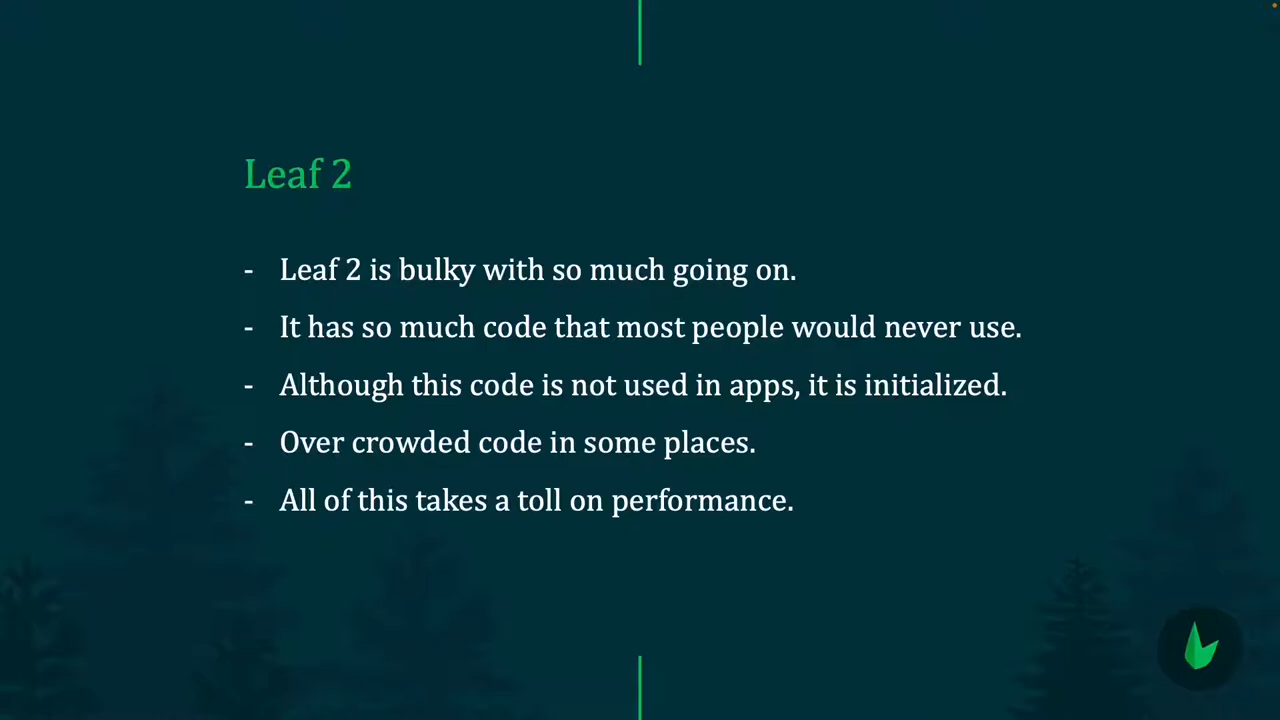 Leaf 2
- Leaf 2 is bulky with so much going on.
- It has so much code that most people would never use.
- Although this code is not used in apps, it is initialized.
- Over crowded code in some places.
- All of this takes a toll on performance.